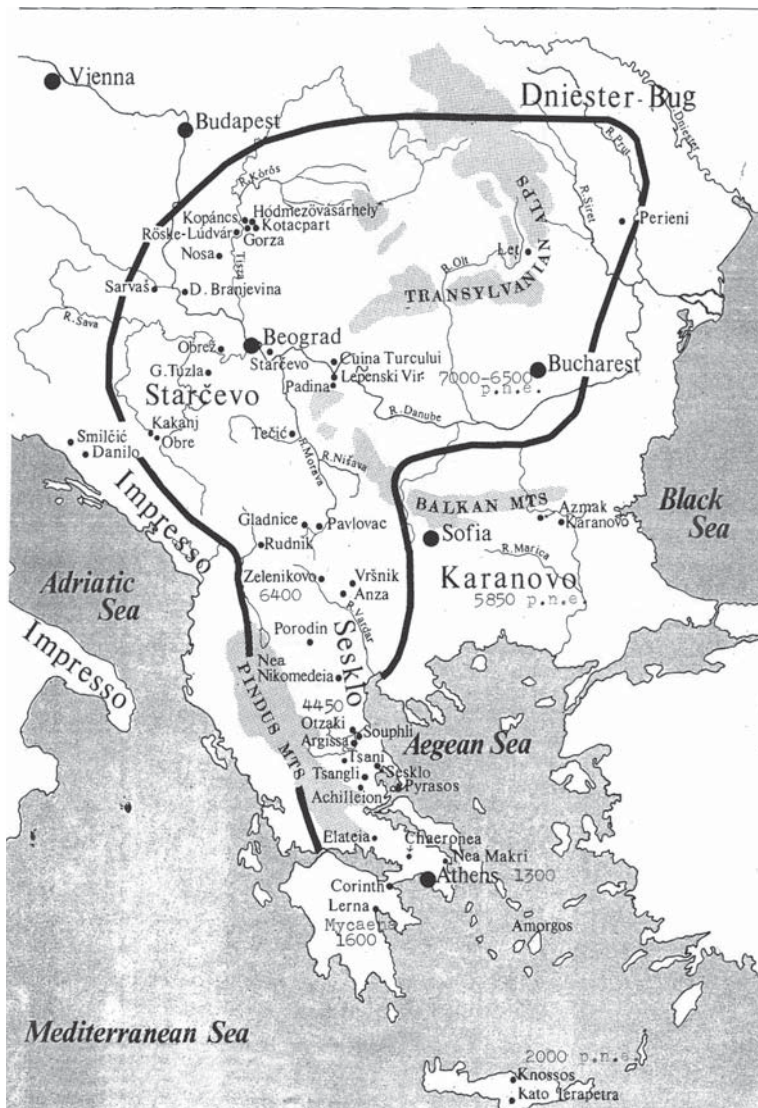 Vienna
Budapest
Dniester-Bug
Dniester
R.Prut
R.Körös
R.Siret
Kopáncs
Hódmezövásárhely
Röske-Lúdvár
Kotacpart
Gorza
Perieni
Nosa
Tisza
ALPS
Let
R.Olt
TRANSYLVANIAN
Sarvaš
D. Branjevina
R.Sava
Beograd
Obrež
Starčevo
Cuina Turcului
G.Tuzla
Lepenski Vir
7000-6500
p.n.e.
Bucharest
Starčevo
Padina
R.Danube
Kakanj
Obre
Tečić
Smilčić
Danilo
R.Morava
R.Nišava
Impresso
BALKAN MTS
Black
Sea
Gladnice
Pavlovac
Azmak
Karanovo
Sofia
Rudnik
R.Marica
Adriatic
Sea
Zelenikovo
6400
Vršnik
Anza
Karanovo
5850 p.n.e.
R.Vardar
Impresso
Porodin
Sesklo
Nea
Nikomedeia
PINDUS MTS
4450
Otzaki
Souphli
Argissa
Aegean Sea
Tsani
Tsangli
Sesklo
Pyrasos
Achilleion
Elateia
Chaeronea
Nea Makri
Athens 1300
Corinth
Lerna
Mycaena
1600
Amorgos
Mediterranean Sea
2000 p.n.e.
Knossos
Kato Ierapetra